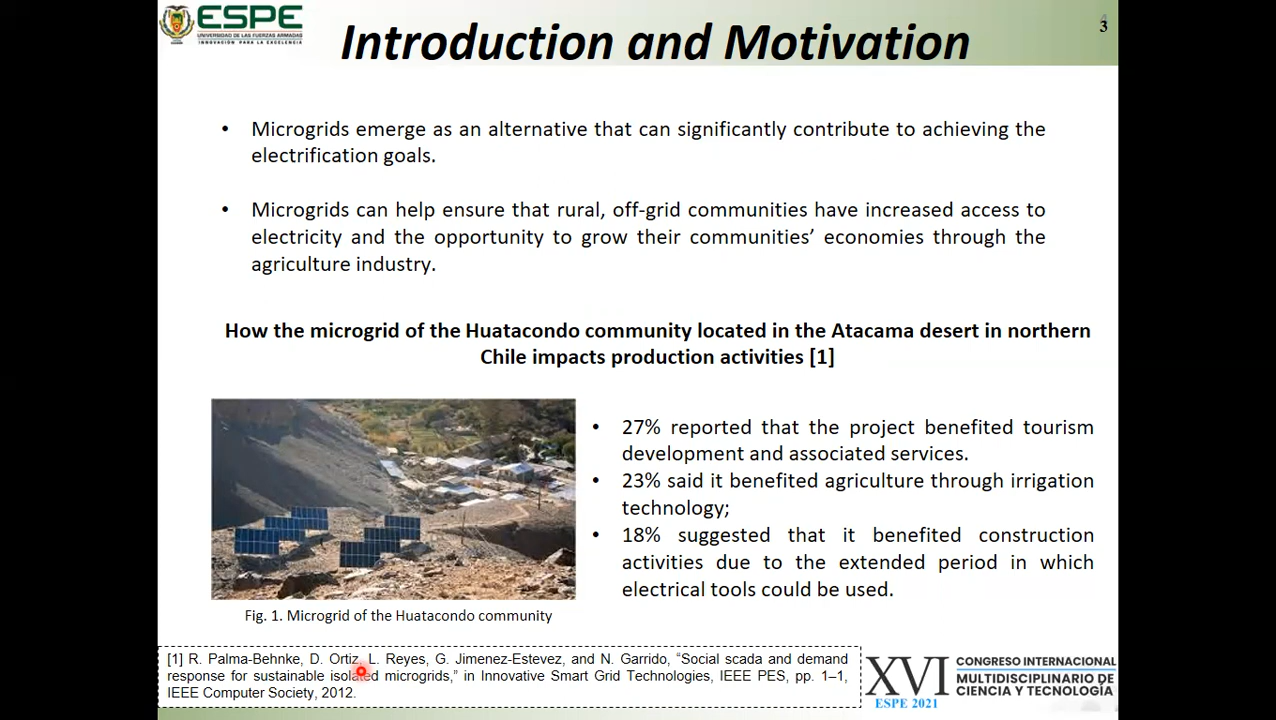 ESPE
UNIVERSIDAD DE LAS FUERZAS ARMADAS
INNOVACIÓN PARA LA EXCELENCIA
Introduction and Motivation
3
• Microgrids emerge as an alternative that can significantly contribute to achieving the
electrification goals.
• Microgrids can help ensure that rural, off-grid communities have increased access to
electricity and the opportunity to grow their communities’ economies through the
agriculture industry.
How the microgrid of the Huatacondo community located in the Atacama desert in northern
Chile impacts production activities [1]
• 27% reported that the project benefited tourism
development and associated services.
• 23% said it benefited agriculture through irrigation
technology;
• 18% suggested that it benefited construction
activities due to the extended period in which
electrical tools could be used.
Fig. 1. Microgrid of the Huatacondo community
[1] R. Palma-Behnke, D. Ortiz, L. Reyes, G. Jimenez-Estevez, and N. Garrido, “Social scada and demand
response for sustainable isolated microgrids,” in Innovative Smart Grid Technologies, IEEE PES, pp. 1–1,
IEEE Computer Society, 2012.
XVI
CONGRESO INTERNACIONAL
MULTIDISCIPLINARIO DE
CIENCIA Y TECNOLOGÍA
ESPE 2021